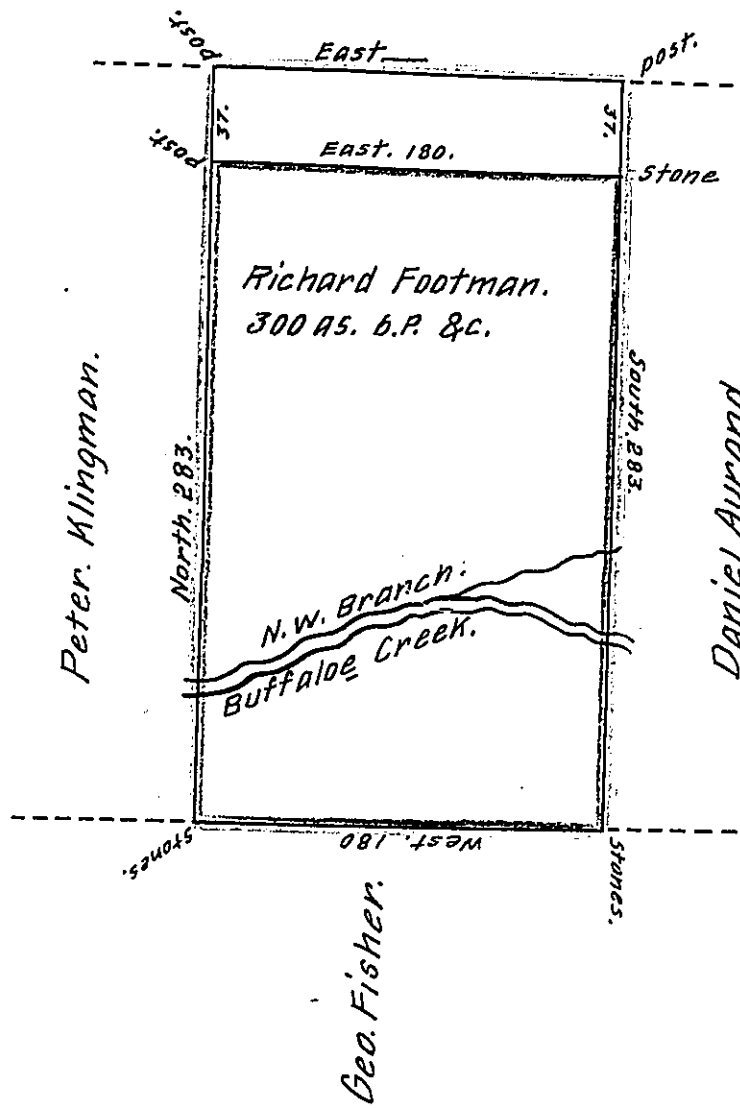 post.
East
post.
37.
37.
post.
East. 180.
Stone
Richard Footman.
300 as. 6.P. &c.
Peter. Klingman.
North. 283.
South. 283.
Daniel Aurand
N.W. Branch.
Buffaloe Creek.
Stones.
West. 180
Stones.
Geo. Fisher.